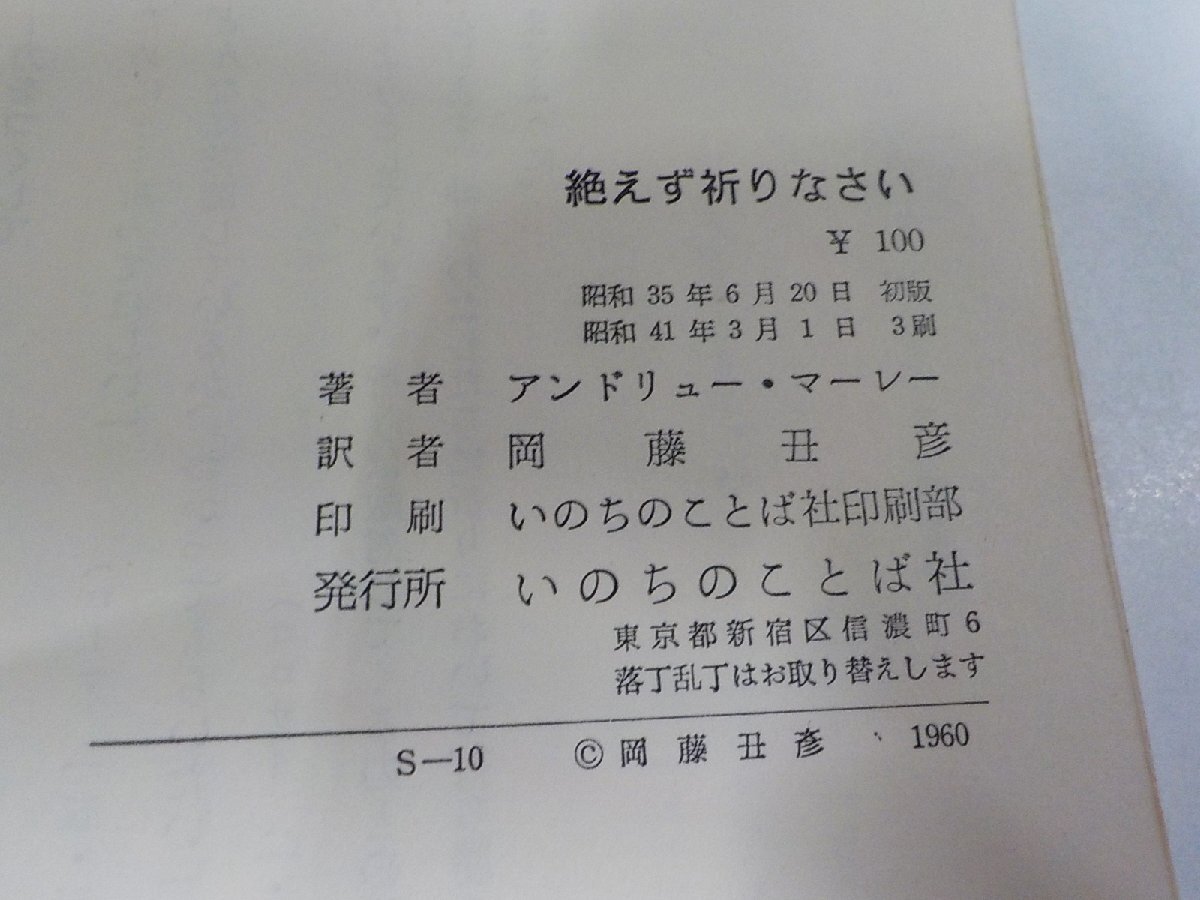 絶えず祈りなさい
¥ 100
昭和 35 年 6 月 20 日 初版
昭和 41 年 3 月 1 日 3 刷
著者 アンドリュー・マーレー
訳者 岡藤丑彦
印刷 いのちのことば社印刷部
発行所 いのちのことば社
東京都新宿区信濃町 6
落丁乱丁はお取り替えします
S—10 © 岡藤丑彦、1960